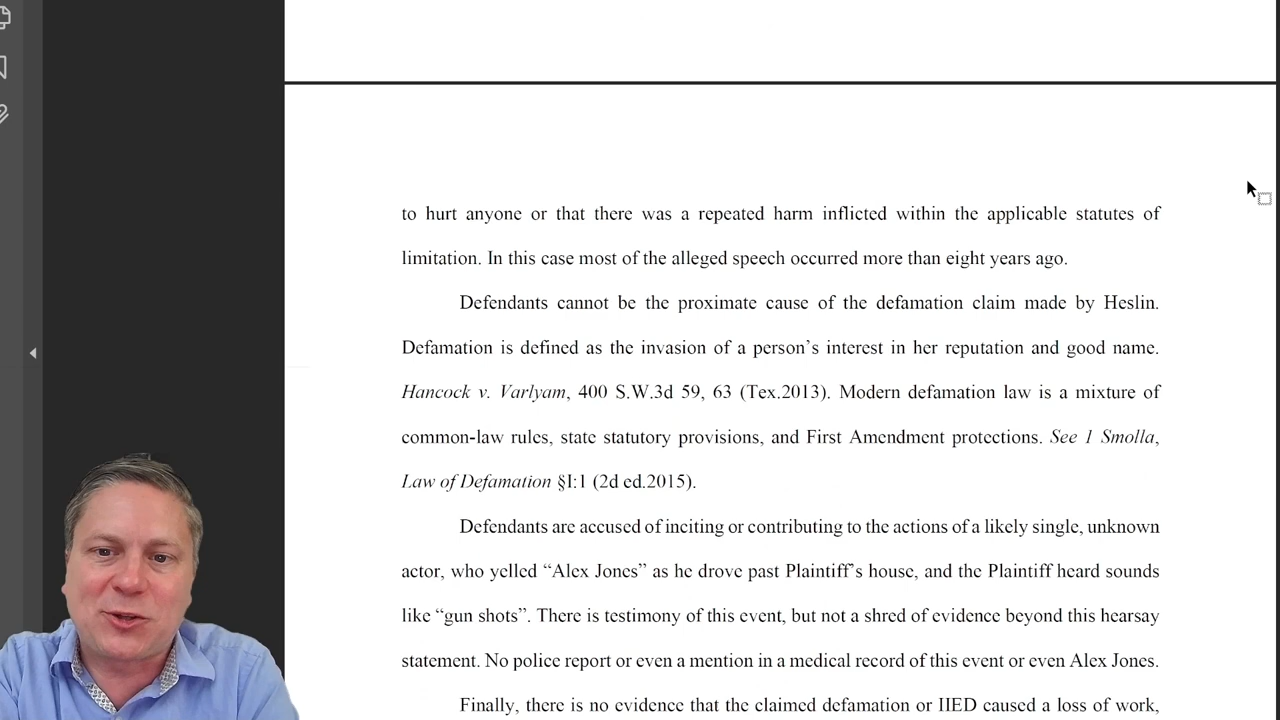 to hurt anyone or that there was a repeated harm inflicted within the applicable statutes of
limitation. In this case most of the alleged speech occurred more than eight years ago.
Defendants cannot be the proximate cause of the defamation claim made by Heslin.
Defamation is defined as the invasion of a person's interest in her reputation and good name.
Hancock v. Varlyam, 400 S.W.3d 59, 63 (Tex.2013). Modern defamation law is a mixture of
common-law rules, state statutory provisions, and First Amendment protections. See 1 Smolla,
Law of Defamation §I:1 (2d ed.2015).
Defendants are accused of inciting or contributing to the actions of a likely single, unknown
actor, who yelled “Alex Jones” as he drove past Plaintiff's house, and the Plaintiff heard sounds
like “gun shots”. There is testimony of this event, but not a shred of evidence beyond this hearsay
statement. No police report or even a mention in a medical record of this event or even Alex Jones.
Finally, there is no evidence that the claimed defamation or IIED caused a loss of work,